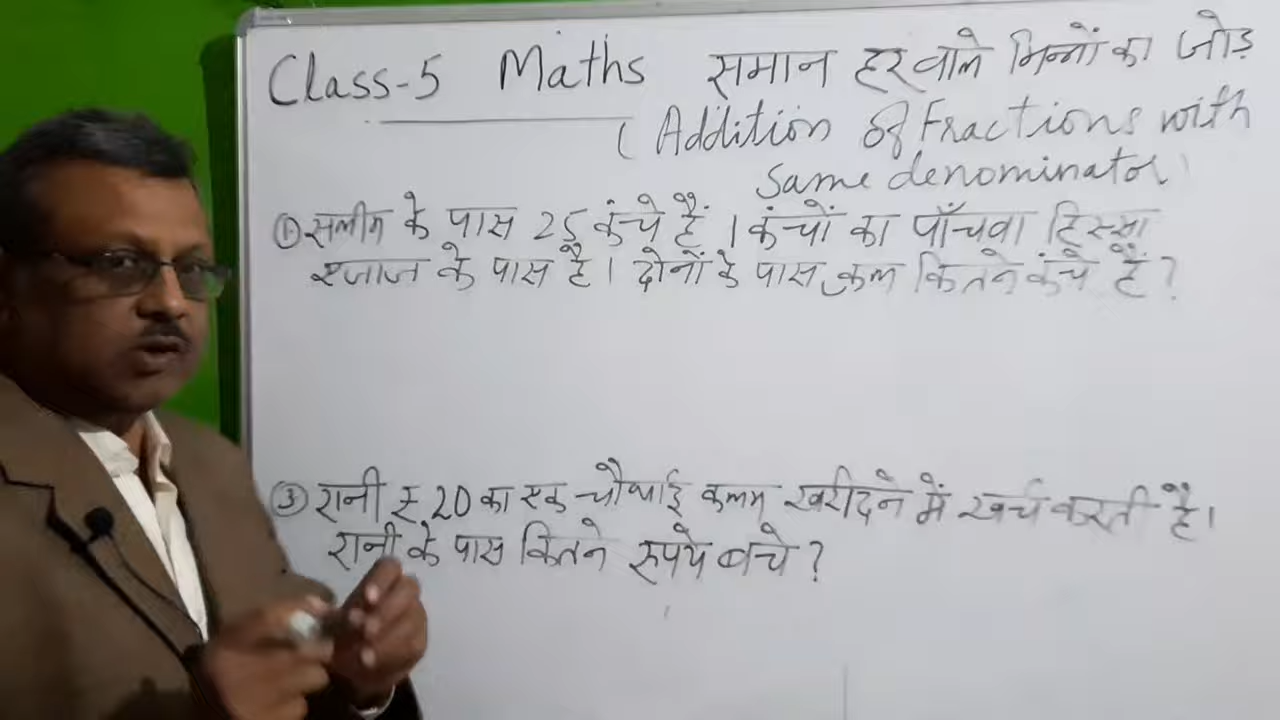 Class-5 Maths समान हर वाले भिन्नों का जोड़
( Addition of Fractions with
Same denominator )
① सलीम के पास 25 कंचे हैं । कंचों का पाँचवा हिस्सा
एजाज के पास है । दोनों के पास कुल कितने कंचे हैं ?
③ रानी ₹ 20 का एक चौथाई कलम खरीदने में खर्च करती है ।
रानी के पास कितने रुपये बचे ?